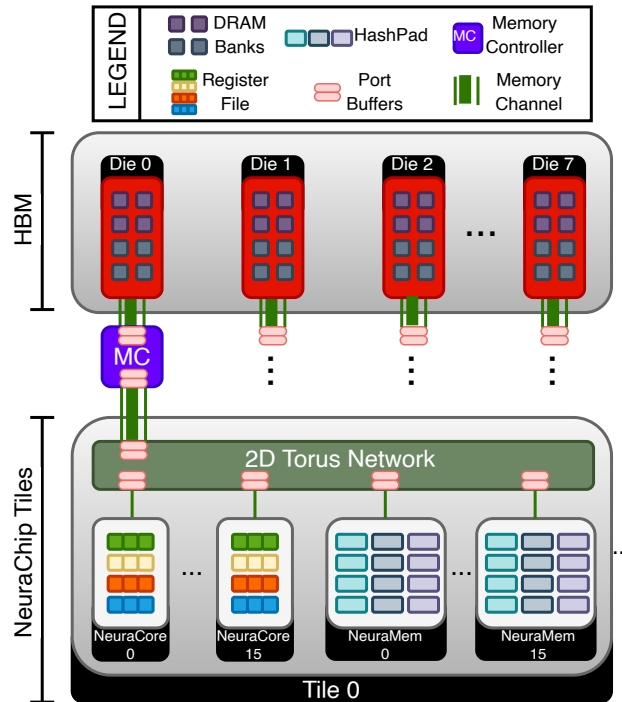 LEGEND
DRAM
Banks
HashPad
MC
Memory
Controller
Register
File
Port
Buffers
Memory
Channel
HBM
Die 0
Die 1
Die 2
Die 7
...
MC
NeuraChip Tiles
2D Torus Network
...
...
...
NeuraCore
0
NeuraCore
15
NeuraMem
0
NeuraMem
15
Tile 0